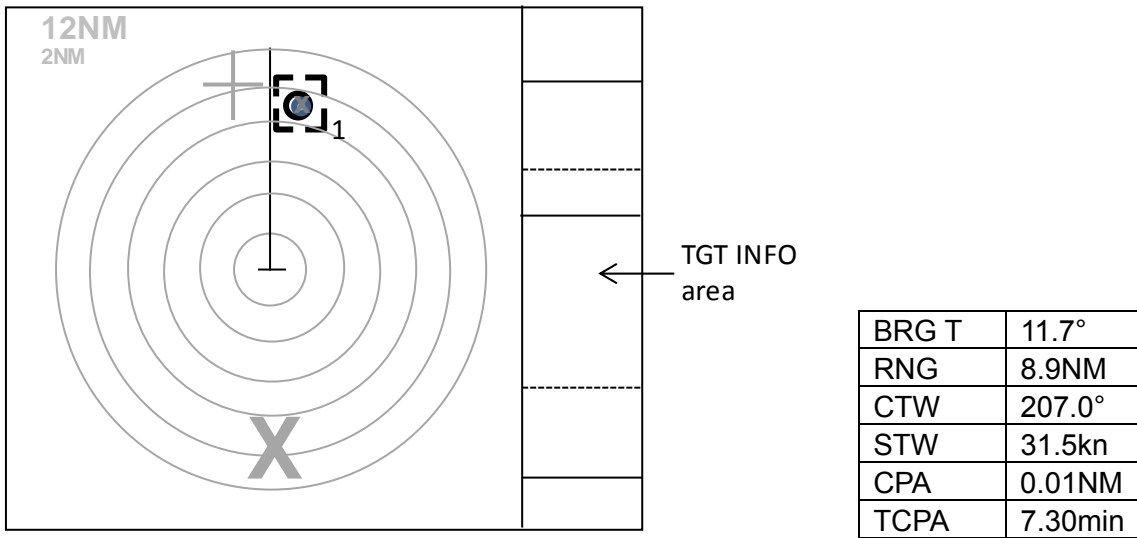 12NM
2NM
X
1
X
TGT INFO
area
BRG T 11.7°
RNG 8.9NM
CTW 207.0°
STW 31.5kn
CPA 0.01NM
TCPA 7.30min